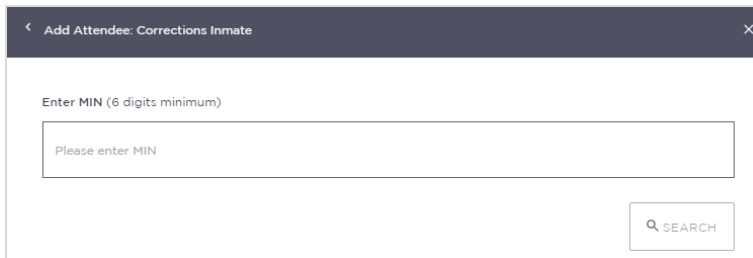 Add Attendee: Corrections Inmate
Enter MIN (6 digits minimum)
Please enter MIN
SEARCH